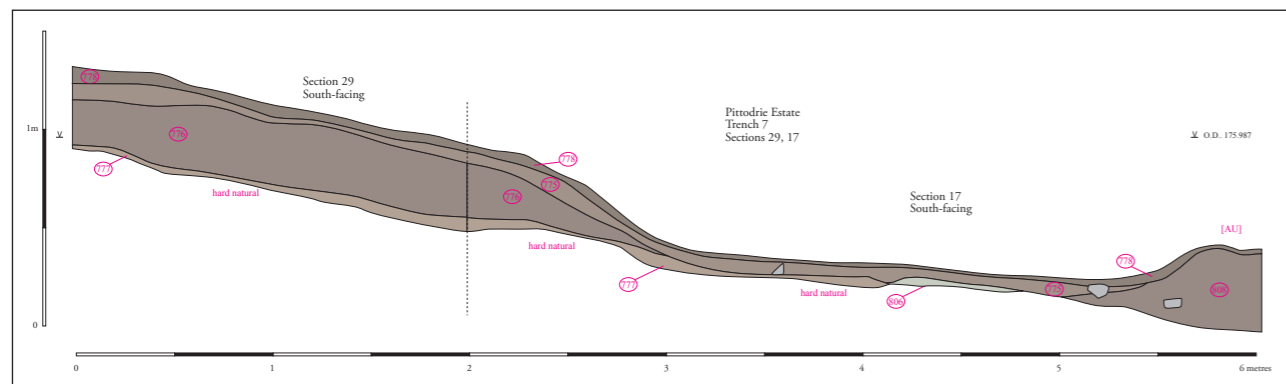 778
Section 29
South-facing
Pittodrie Estate
Trench 7
Sections 29, 17
1m
776
O.D.. 175.987
778
777
775
hard natural
776
Section 17
South-facing
[AU]
hard natural
778
777
hard natural
775
808
806
0
0
1
2
3
4
5
6 metres